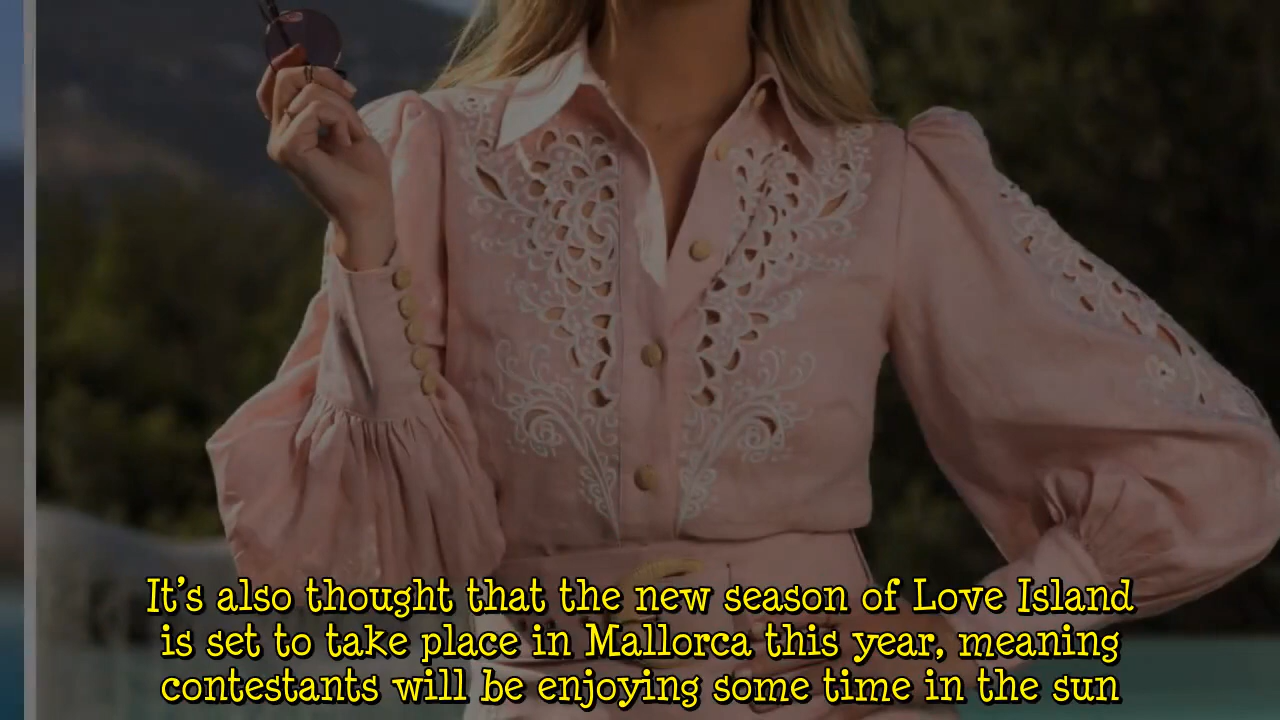 It's also thought that the new season of Love Island
is set to take place in Mallorca this year, meaning
contestants will be enjoying some time in the sun